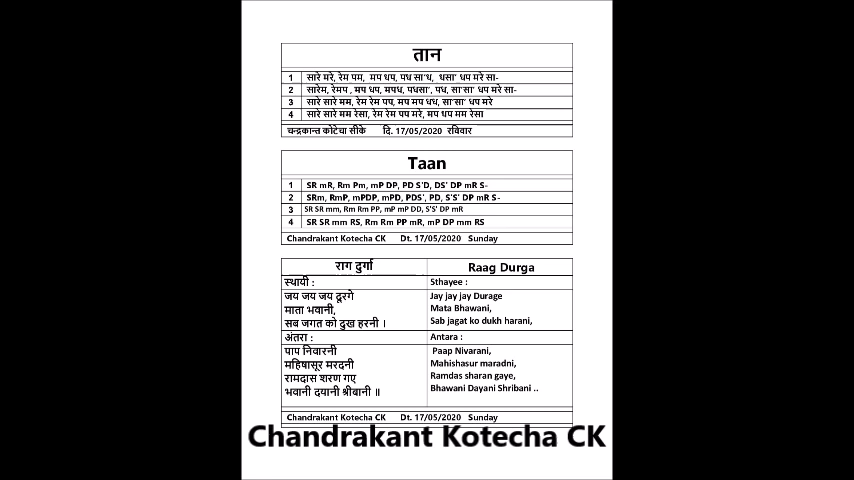 तान
1 सारे मरे, रेम पम, मप धप, पध सा'ध, धसा' धप मरे सा-
2 सारेम, रेमप , मप धप, मपध, पधसा', पध, सा'सा' धप मरे सा-
3 सारे सारे मम, रेम रेम पप, मप मप धध, सा'सा' धप मरे
4 सारे सारे मम रेसा, रेम रेम पप मरे, मप धप मम रेसा
चन्द्रकान्त कोटेचा सीके दि. 17/05/2020 रविवार
Taan
1 SR mR, Rm Pm, mP DP, PD S'D, DS' DP mR S-
2 SRm, RmP, mPDP, mPD, PDS', PD, S'S' DP mR S-
3 SR SR mm, Rm Rm PP, mP mP DD, S'S' DP mR
4 SR SR mm RS, Rm Rm PP mR, mP DP mm RS
Chandrakant Kotecha CK Dt. 17/05/2020 Sunday
राग दुर्गा Raag Durga
स्थायी : Sthayee :
जय जय जय दूरगे Jay jay jay Durage
माता भवानी, Mata Bhawani,
सब जगत को दुख हरनी । Sab jagat ko dukh harani,
अंतरा : Antara :
पाप निवारनी Paap Nivarani,
महिषासूर मरदनी Mahishasur maradni,
रामदास शरण गए Ramdas sharan gaye,
भवानी दयानी श्रीबानी ॥ Bhawani Dayani Shribani ..
Chandrakant Kotecha CK Dt. 17/05/2020 Sunday
Chandrakant Kotecha CK